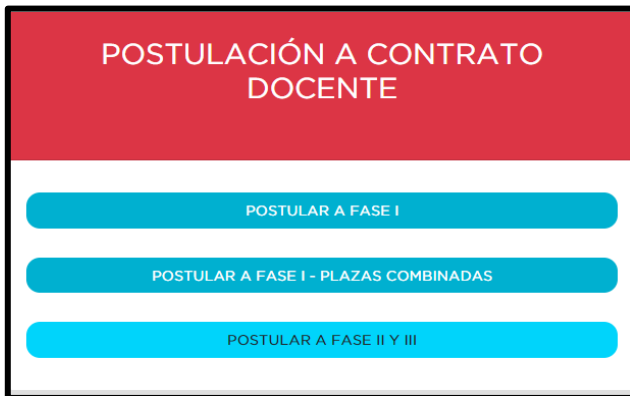 POSTULACIÓN A CONTRATO
DOCENTE
POSTULAR A FASE I
POSTULAR A FASE I - PLAZAS COMBINADAS
POSTULAR A FASE II Y III